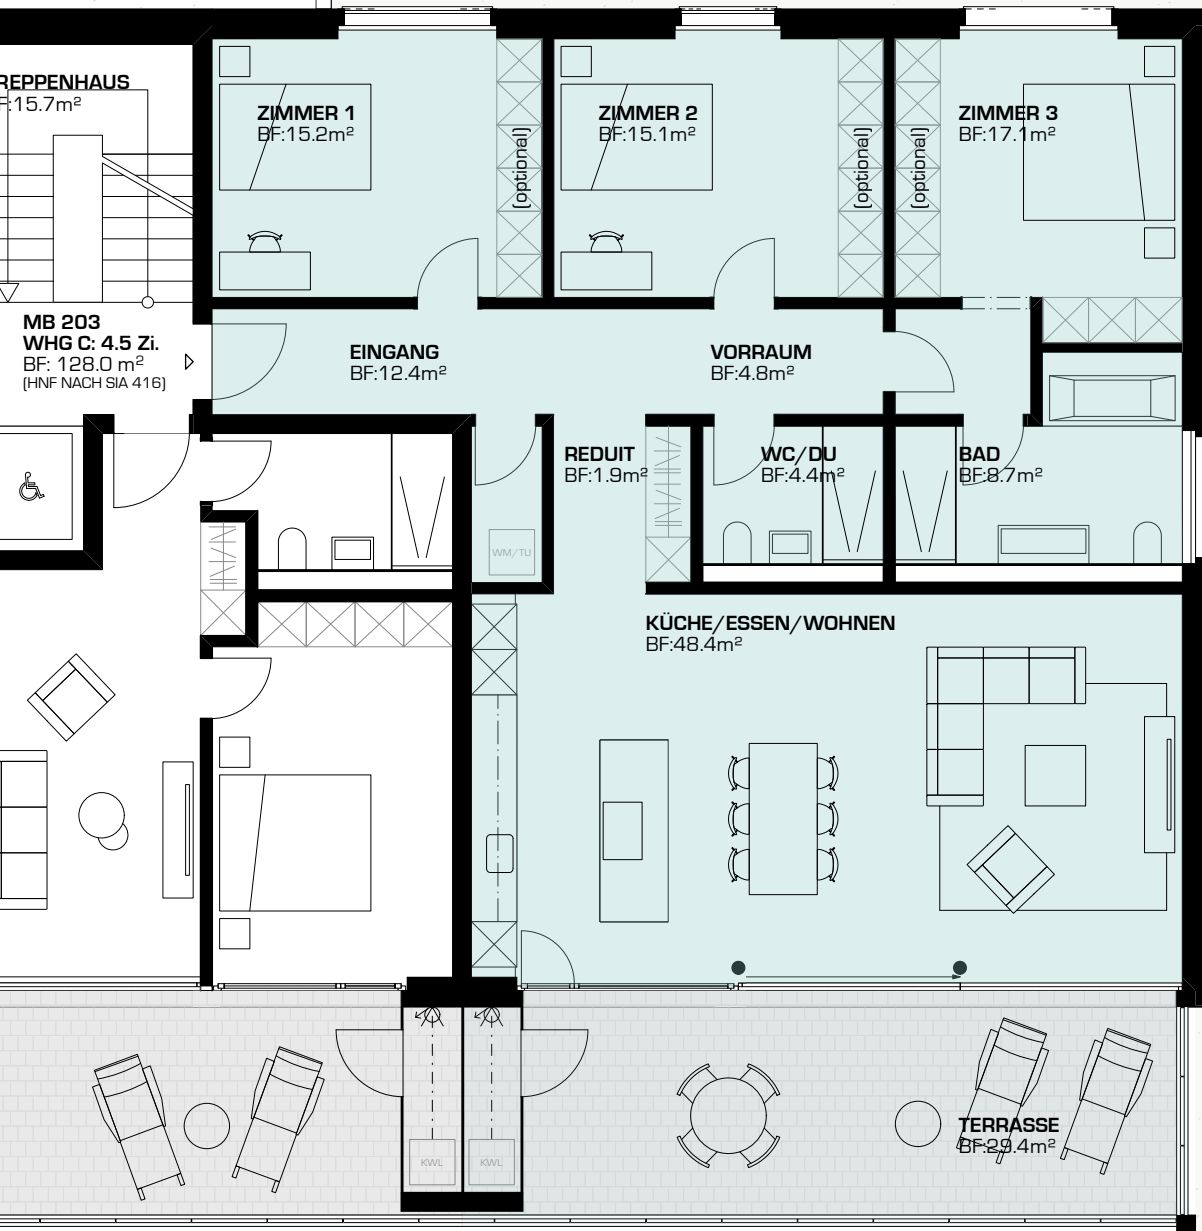 REPPENHAUS
F:15.7m²
ZIMMER 1
BF:15.2m²
(optional)
ZIMMER 2
BF:15.1m²
(optional)
(optional)
ZIMMER 3
BF:17.1m²
MB 203
WHG C: 4.5 Zi.
BF: 128.0 m²
(HNF NACH SIA 416)
EINGANG
BF:12.4m²
VORRAUM
BF:4.8m²
REDUIT
BF:1.9m²
WC/DU
BF:4.4m²
BAD
BF:8.7m²
WM/TU
KÜCHE/ESSEN/WOHNEN
BF:48.4m²
TERRASSE
BF:29.4m²
KWL
KWL